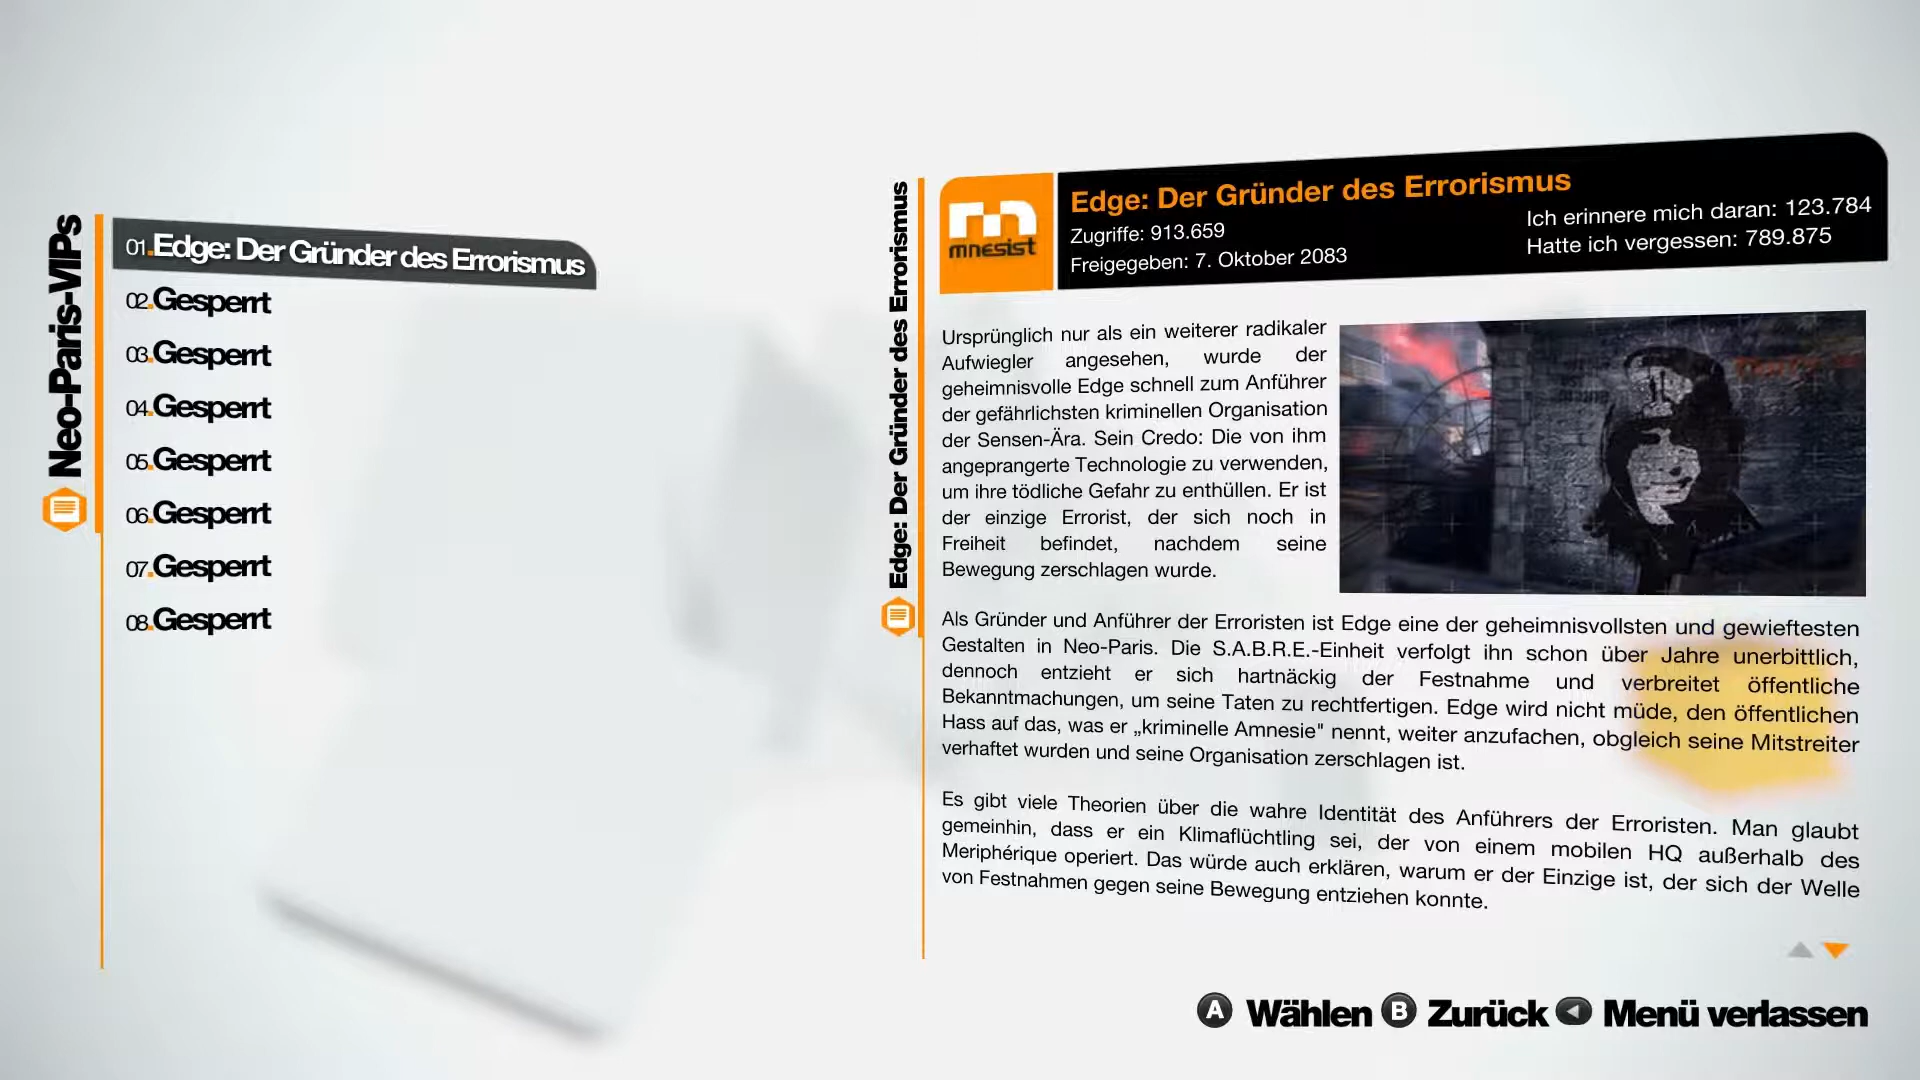 Neo-Paris-VIPs
01.Edge: Der Gründer des Errorismus
02.Gesperrt
03.Gesperrt
04.Gesperrt
05.Gesperrt
06.Gesperrt
07.Gesperrt
08.Gesperrt
Edge: Der Gründer des Errorismus
mnesist
Edge: Der Gründer des Errorismus
Zugriffe: 913.659
Freigegeben: 7. Oktober 2083
Ich erinnere mich daran: 123.784
Hatte ich vergessen: 789.875
Ursprünglich nur als ein weiterer radikaler
Aufwiegler angesehen, wurde der
geheimnisvolle Edge schnell zum Anführer
der gefährlichsten kriminellen Organisation
der Sensen-Ära. Sein Credo: Die von ihm
angeprangerte Technologie zu verwenden,
um ihre tödliche Gefahr zu enthüllen. Er ist
der einzige Errorist, der sich noch in
Freiheit befindet, nachdem seine
Bewegung zerschlagen wurde.
Als Gründer und Anführer der Erroristen ist Edge eine der geheimnisvollsten und gewieftesten
Gestalten in Neo-Paris. Die S.A.B.R.E.-Einheit verfolgt ihn schon über Jahre unerbittlich,
dennoch entzieht er sich hartnäckig der Festnahme und verbreitet öffentliche
Bekanntmachungen, um seine Taten zu rechtfertigen. Edge wird nicht müde, den öffentlichen
Hass auf das, was er „kriminelle Amnesie" nennt, weiter anzufachen, obgleich seine Mitstreiter
verhaftet wurden und seine Organisation zerschlagen ist.
Es gibt viele Theorien über die wahre Identität des Anführers der Erroristen. Man glaubt
gemeinhin, dass er ein Klimaflüchtling sei, der von einem mobilen HQ außerhalb des
Meriphérique operiert. Das würde auch erklären, warum er der Einzige ist, der sich der Welle
von Festnahmen gegen seine Bewegung entziehen konnte.
A Wählen B Zurück Menü verlassen